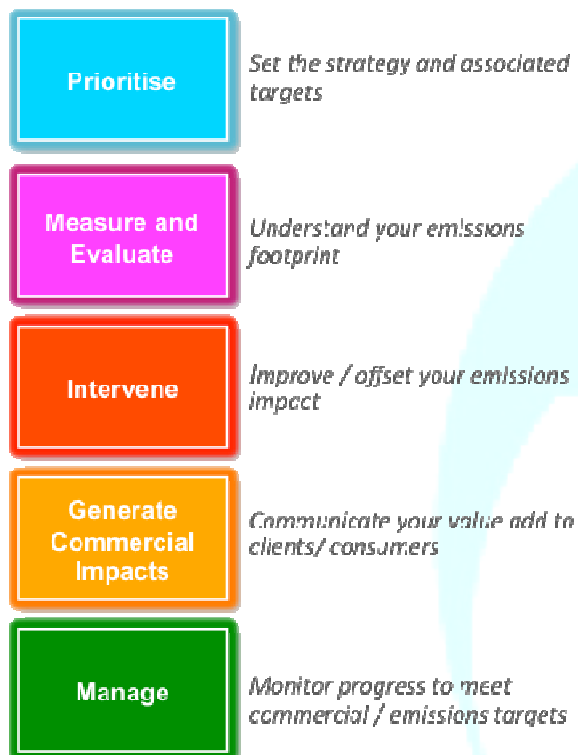 Prioritise
Set the strategy and associated
targets
Measure and
Evaluate
Understand your emissions
footprint
Intervene
Improve / offset your emissions
impact
Generate
Commercial
Impacts
Communicate your value add to
clients/ consumers
Manage
Monitor progress to meet
commercial / emissions targets